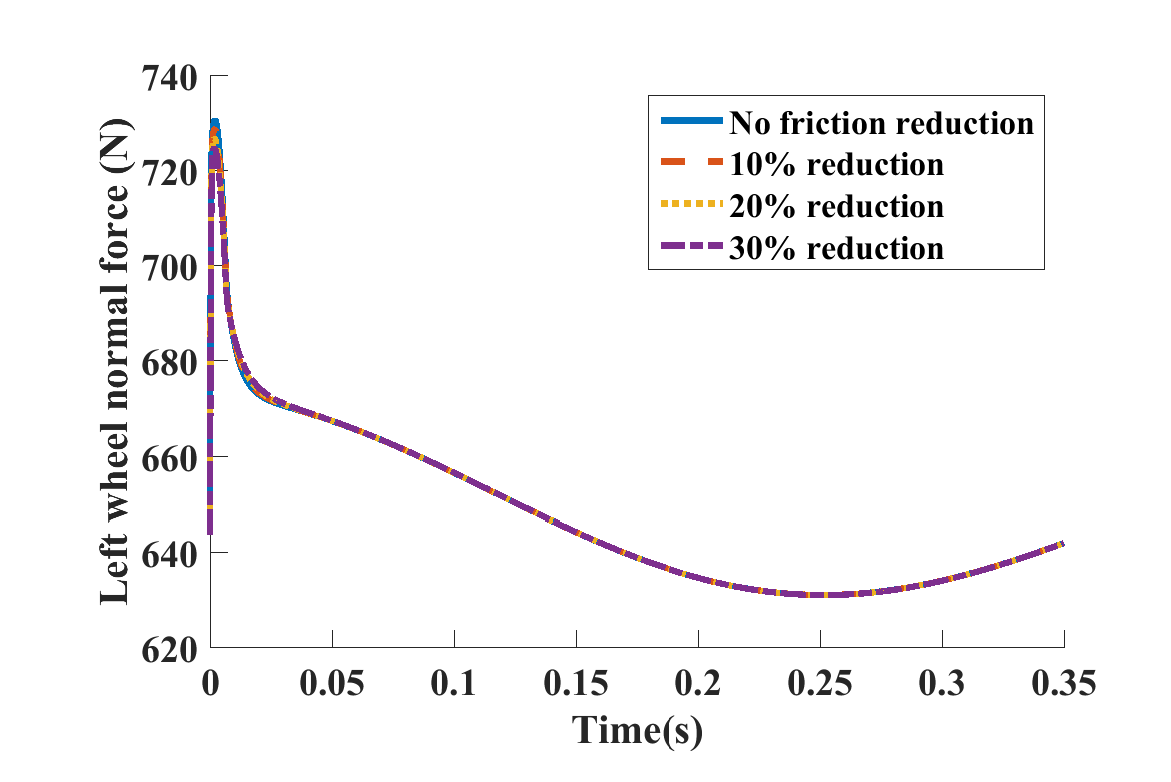 Left wheel normal force (N)
740
720
700
680
660
640
620
No friction reduction
10% reduction
20% reduction
30% reduction
0 0.05 0.1 0.15 0.2 0.25 0.3 0.35
Time(s)